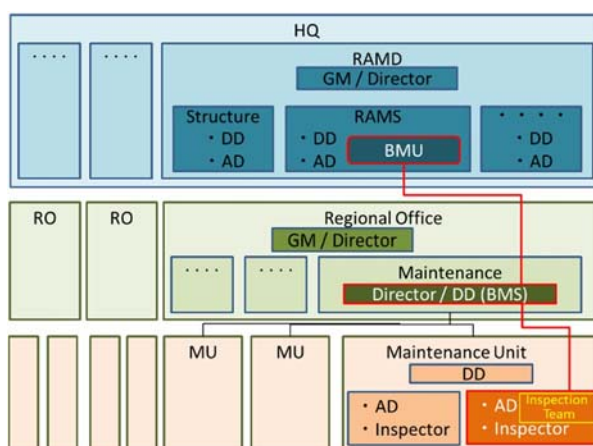 HQ
····
····
RAMD
GM / Director
Structure
・DD
・AD
RAMS
・DD
・AD
BMU
・・・・
・DD
・AD
RO
RO
Regional Office
GM / Director
····
····
Maintenance
Director / DD (BMS)
MU
MU
Maintenance Unit
DD
・AD
・Inspector
・AD
・Inspector
Inspection
Team